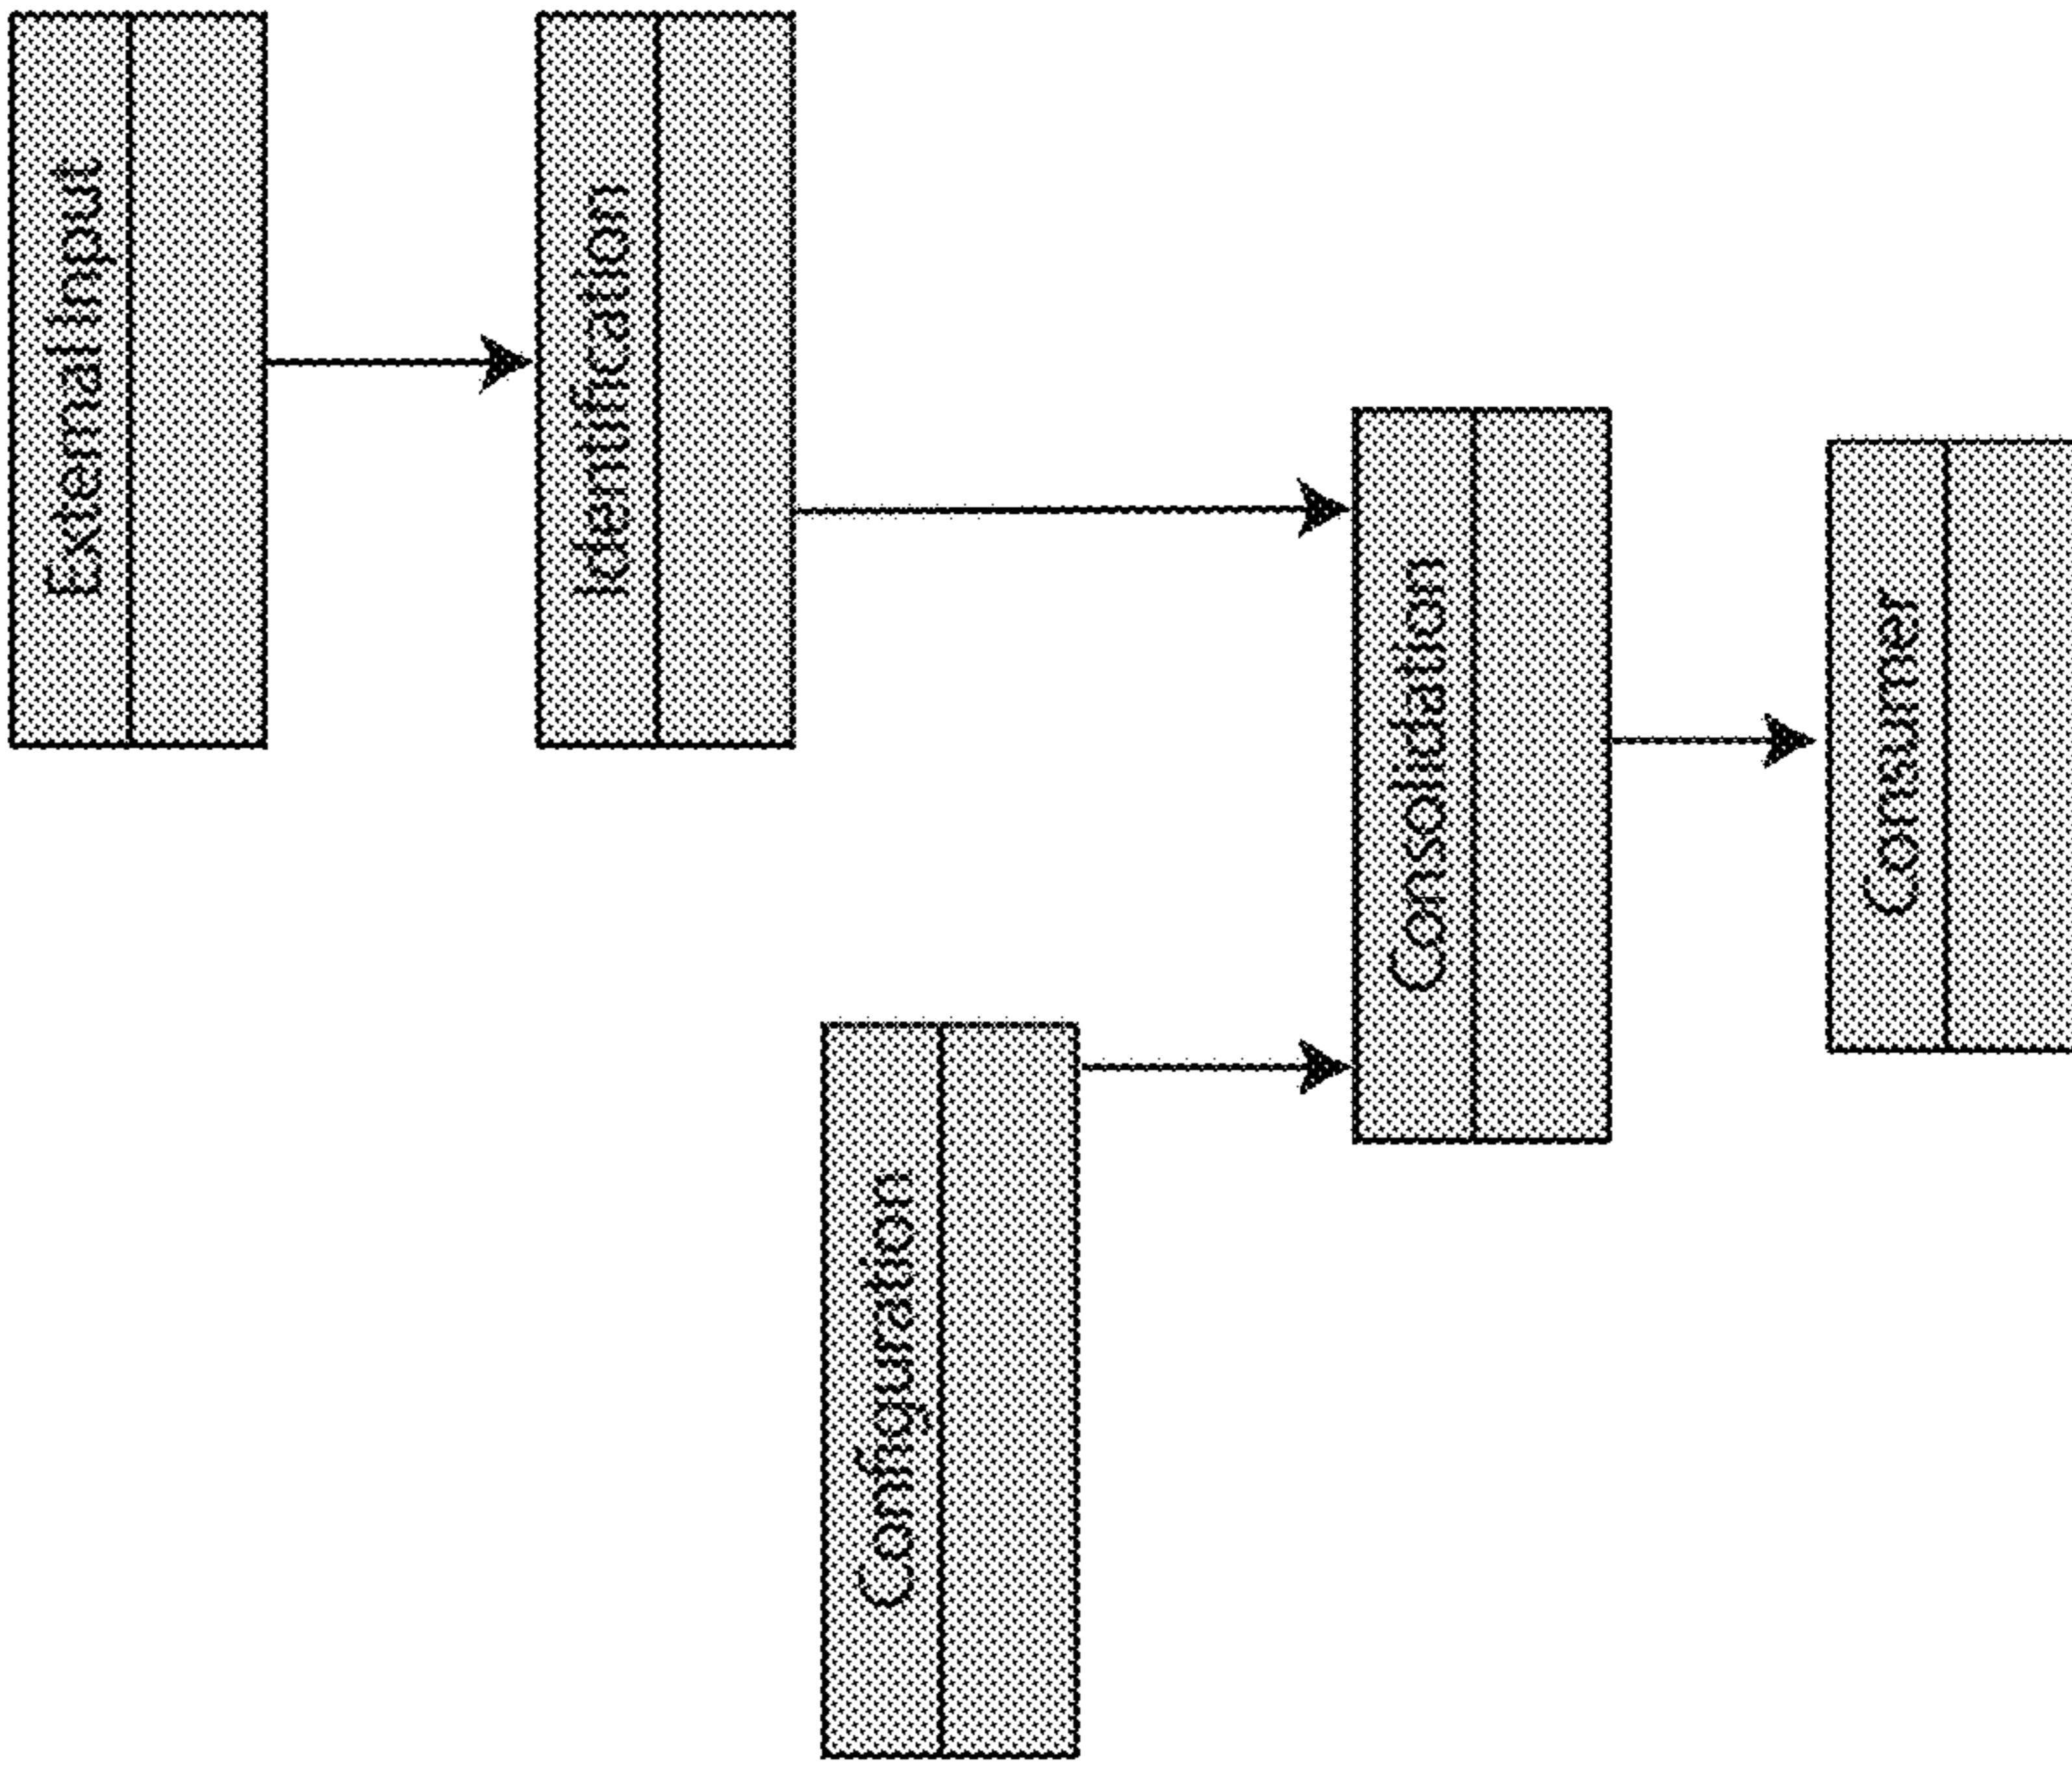 External Input
Identification
Configuration
Consolidation
Consumer